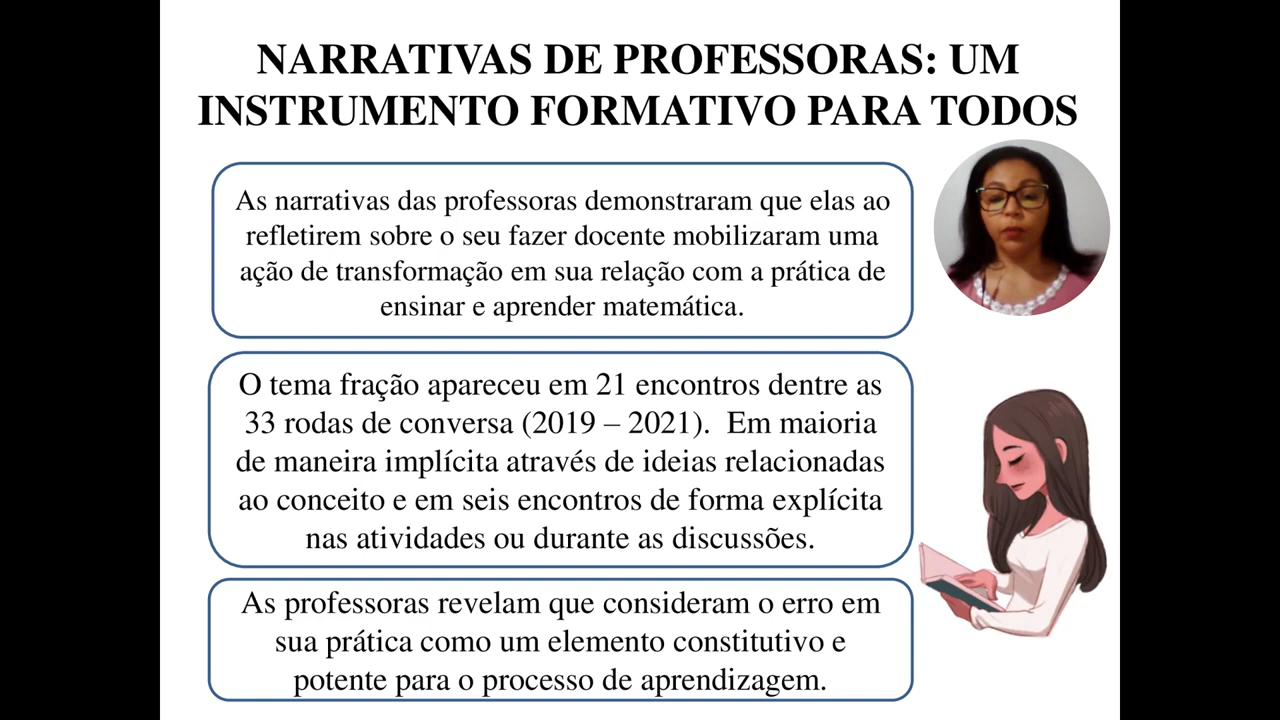 NARRATIVAS DE PROFESSORAS: UM
INSTRUMENTO FORMATIVO PARA TODOS
As narrativas das professoras demonstraram que elas ao
refletirem sobre o seu fazer docente mobilizaram uma
ação de transformação em sua relação com a prática de
ensinar e aprender matemática.
O tema fração apareceu em 21 encontros dentre as
33 rodas de conversa (2019 – 2021).  Em maioria
de maneira implícita através de ideias relacionadas
ao conceito e em seis encontros de forma explícita
nas atividades ou durante as discussões.
As professoras revelam que consideram o erro em
sua prática como um elemento constitutivo e
potente para o processo de aprendizagem.